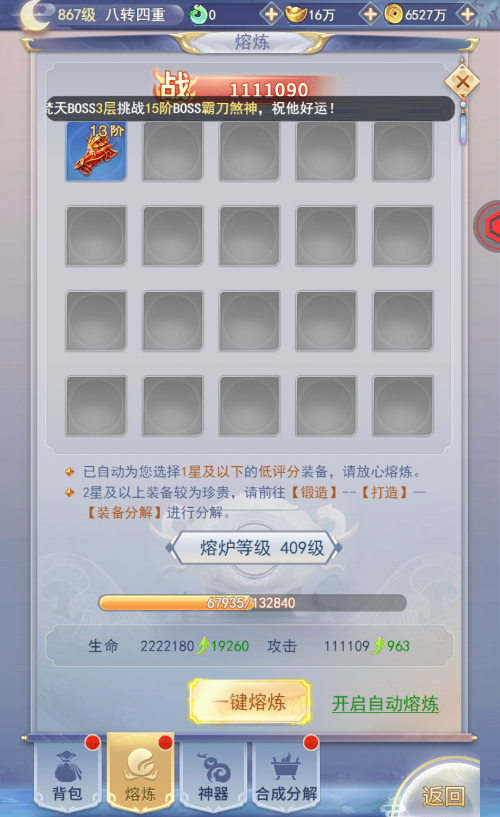 867级 八转四重 0 16万 6527万
熔炼
战 1111090
梵天BOSS3层挑战15阶BOSS霸刀煞神，祝他好运！
13阶
已自动为您选择1星及以下的低评分装备，请放心熔炼。
2星及以上装备较为珍贵，请前往【锻造】--【打造】--
【装备分解】进行分解。
熔炉等级 409级
67935/132840
生命 2222180 19260 攻击 111109 963
一键熔炼 开启自动熔炼
背包 熔炼 神器 合成分解 返回